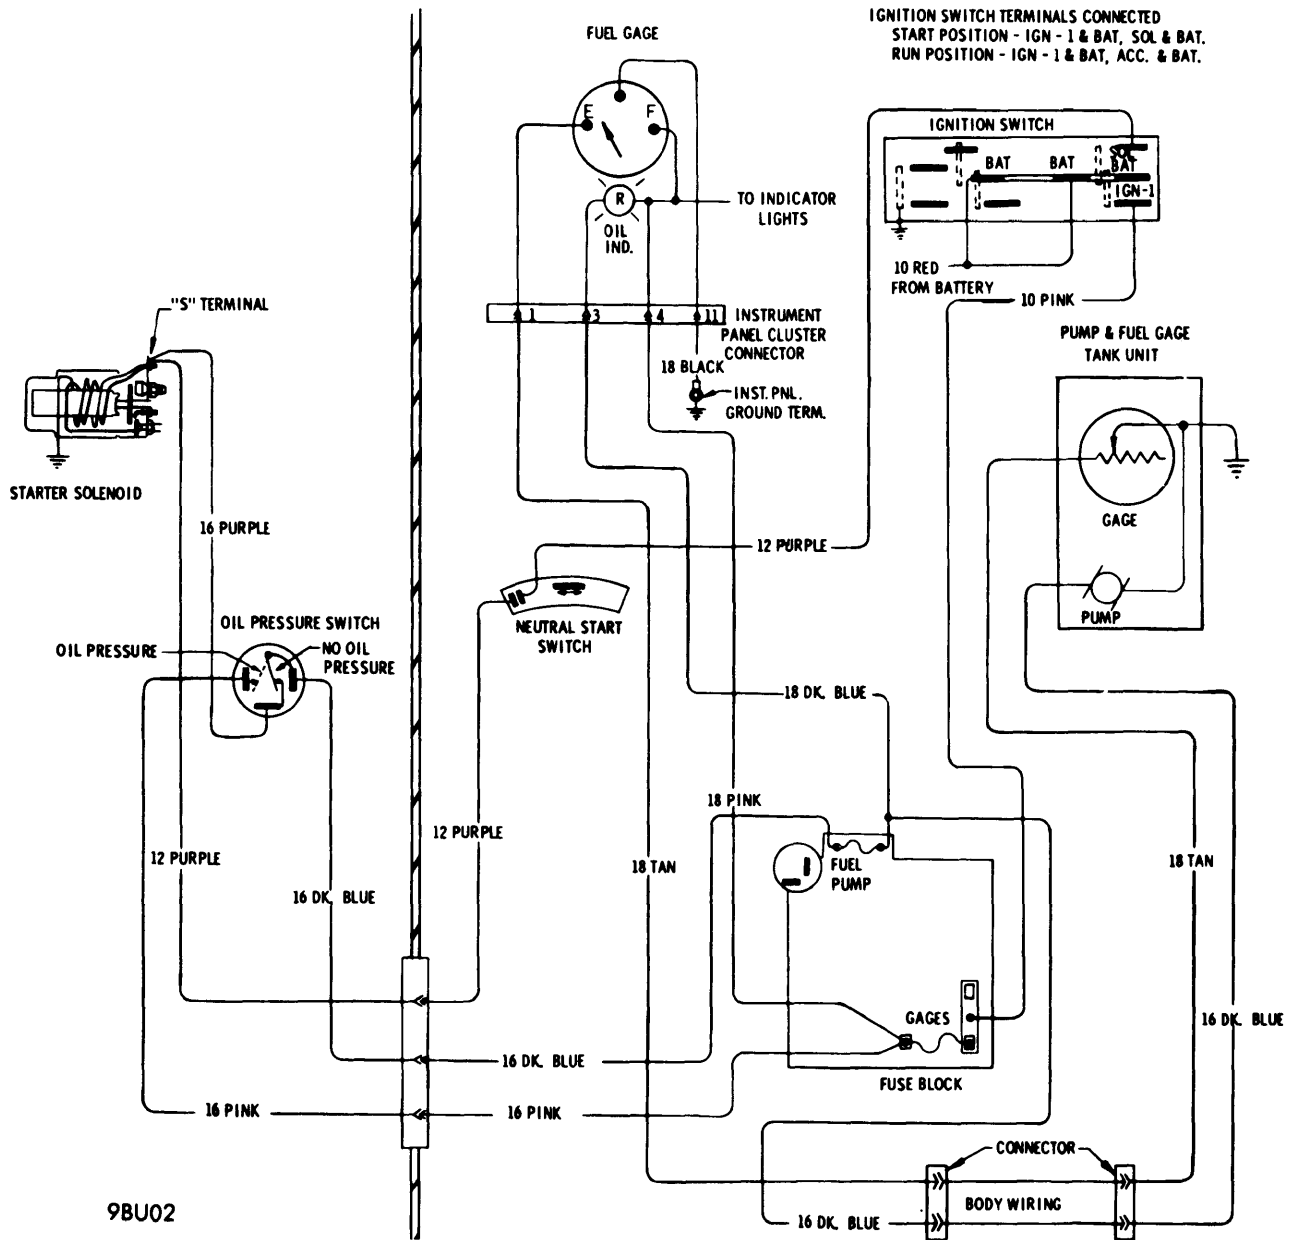 IGNITION SWITCH TERMINALS CONNECTED
START POSITION - IGN - 1 & BAT, SOL & BAT.
RUN POSITION - IGN - 1 & BAT, ACC. & BAT.
FUEL GAGE
E
F
IGNITION SWITCH
SOL
BAT
BAT
BAT
IGN-1
R
OIL
IND.
TO INDICATOR
LIGHTS
10 RED
FROM BATTERY
10 PINK
"S" TERMINAL
1
3
4
11
INSTRUMENT
PANEL CLUSTER
CONNECTOR
PUMP & FUEL GAGE
TANK UNIT
18 BLACK
INST. PNL.
GROUND TERM.
STARTER SOLENOID
GAGE
16 PURPLE
12 PURPLE
PUMP
OIL PRESSURE SWITCH
NEUTRAL START
SWITCH
OIL PRESSURE
NO OIL
PRESSURE
18 DK. BLUE
18 PINK
12 PURPLE
12 PURPLE
18 TAN
FUEL
PUMP
18 TAN
16 DK. BLUE
GAGES
16 DK. BLUE
16 DK. BLUE
FUSE BLOCK
16 PINK
16 PINK
CONNECTOR
BODY WIRING
9BU02
16 DK. BLUE